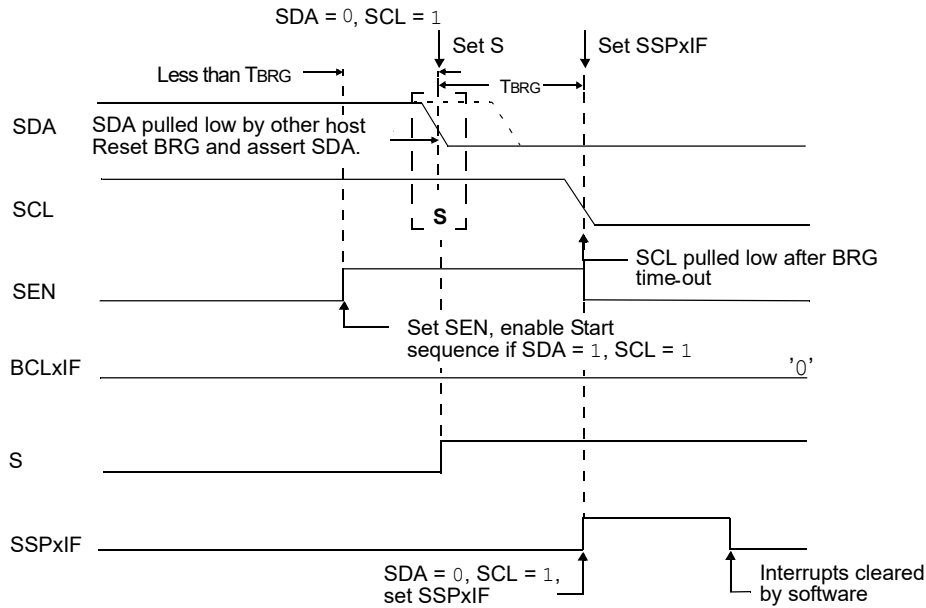 SDA = 0, SCL = 1
Set S
Set SSPxIF
Less than TBRG
TBRG
SDA
SDA pulled low by other host
Reset BRG and assert SDA.
SCL
S
SCL pulled low after BRG
time-out
SEN
Set SEN, enable Start
sequence if SDA = 1, SCL = 1
BCLxIF
'0'
S
SSPxIF
SDA = 0, SCL = 1,
set SSPxIF
Interrupts cleared
by software